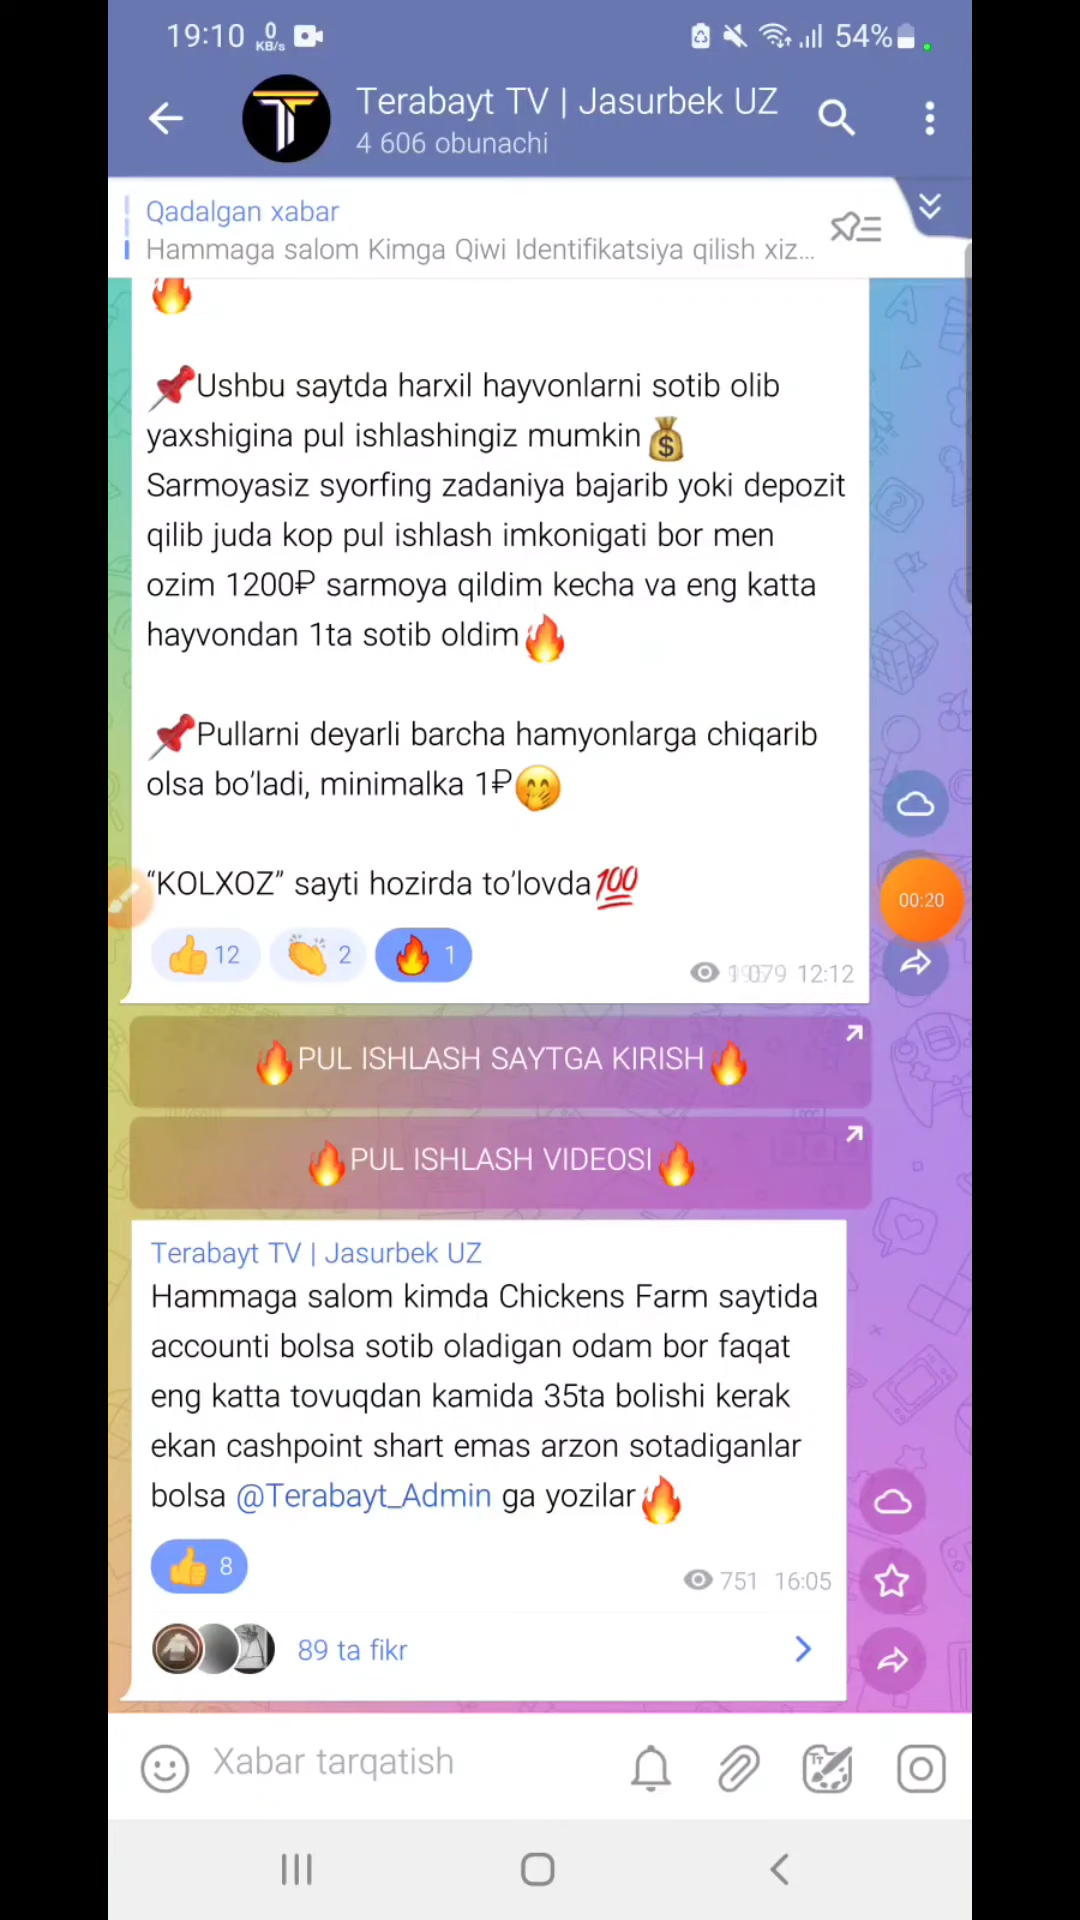 19:10 0 KB/s 54%
Terabayt TV | Jasurbek UZ
4 606 obunachi
Qadalgan xabar
Hammaga salom Kimga Qiwi Identifikatsiya qilish xiz...
🔥
📌Ushbu saytda harxil hayvonlarni sotib olib
yaxshigina pul ishlashingiz mumkin💰
Sarmoyasiz syorfing zadaniya bajarib yoki depozit
qilib juda kop pul ishlash imkonigati bor men
ozim 1200₽ sarmoya qildim kecha va eng katta
hayvondan 1ta sotib oldim🔥
📌Pullarni deyarli barcha hamyonlarga chiqarib
olsa bo’ladi, minimalka 1₽🤭
“KOLXOZ” sayti hozirda to’lovda💯
00:20
👍 12 👏 2 🔥 1
12:12
🔥PUL ISHLASH SAYTGA KIRISH🔥
🔥PUL ISHLASH VIDEOSI🔥
Terabayt TV | Jasurbek UZ
Hammaga salom kimda Chickens Farm saytida
accounti bolsa sotib oladigan odam bor faqat
eng katta tovuqdan kamida 35ta bolishi kerak
ekan cashpoint shart emas arzon sotadiganlar
bolsa @Terabayt_Admin ga yozilar🔥
👍 8
751 16:05
89 ta fikr
Xabar tarqatish